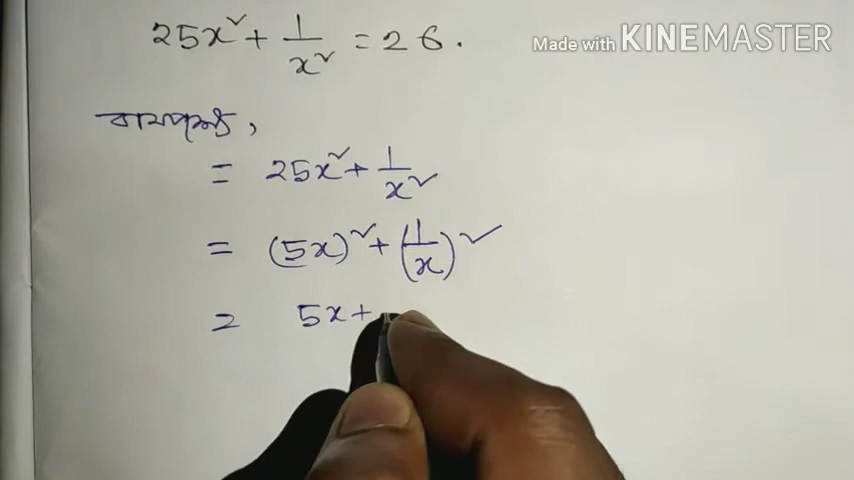 25x² + 1/x² = 26.
Made with KINEMASTER
বামপক্ষ,
= 25x² + 1/x²
= (5x)² + (1/x)²
= 5x +